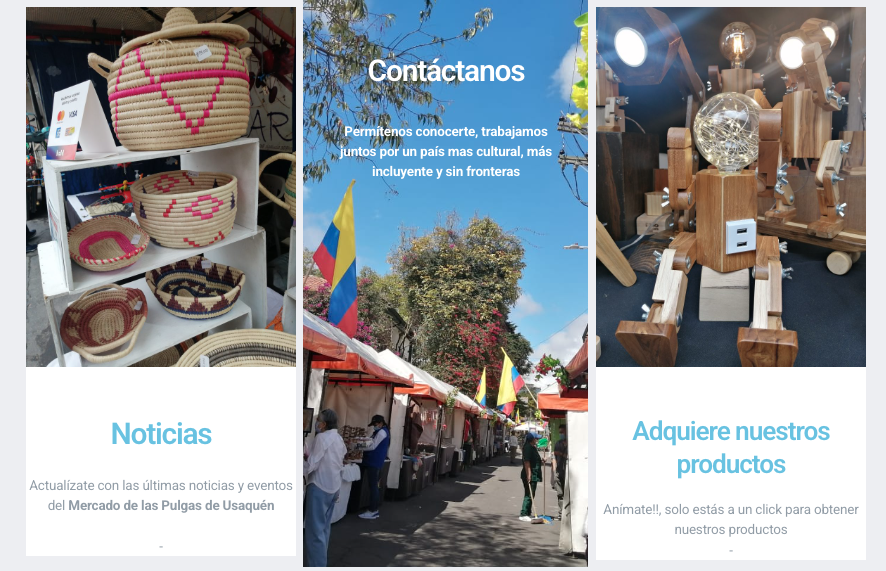 VISA
AR
Noticias
Actualízate con las últimas noticias y eventos
del Mercado de las Pulgas de Usaquén
-
Contáctanos
Permítenos conocerte, trabajamos
juntos por un país mas cultural, más
incluyente y sin fronteras
Adquiere nuestros
productos
Anímate!!, solo estás a un click para obtener
nuestros productos
-